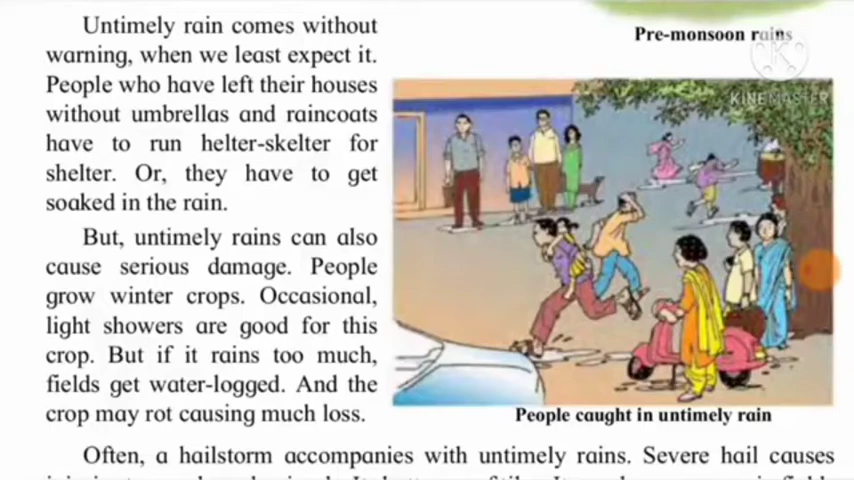 Untimely rain comes without
warning, when we least expect it.
People who have left their houses
without umbrellas and raincoats
have to run helter-skelter for
shelter. Or, they have to get
soaked in the rain.
But, untimely rains can also
cause serious damage. People
grow winter crops. Occasional,
light showers are good for this
crop. But if it rains too much,
fields get water-logged. And the
crop may rot causing much loss.
Pre-monsoon rains
KINEMASTER
People caught in untimely rain
Often, a hailstorm accompanies with untimely rains. Severe hail causes